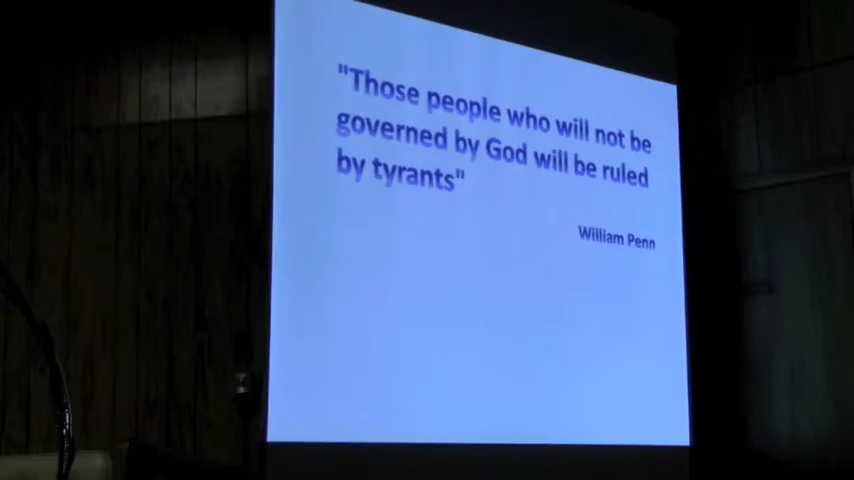 "Those people who will not be
governed by God will be ruled
by tyrants"
William Penn